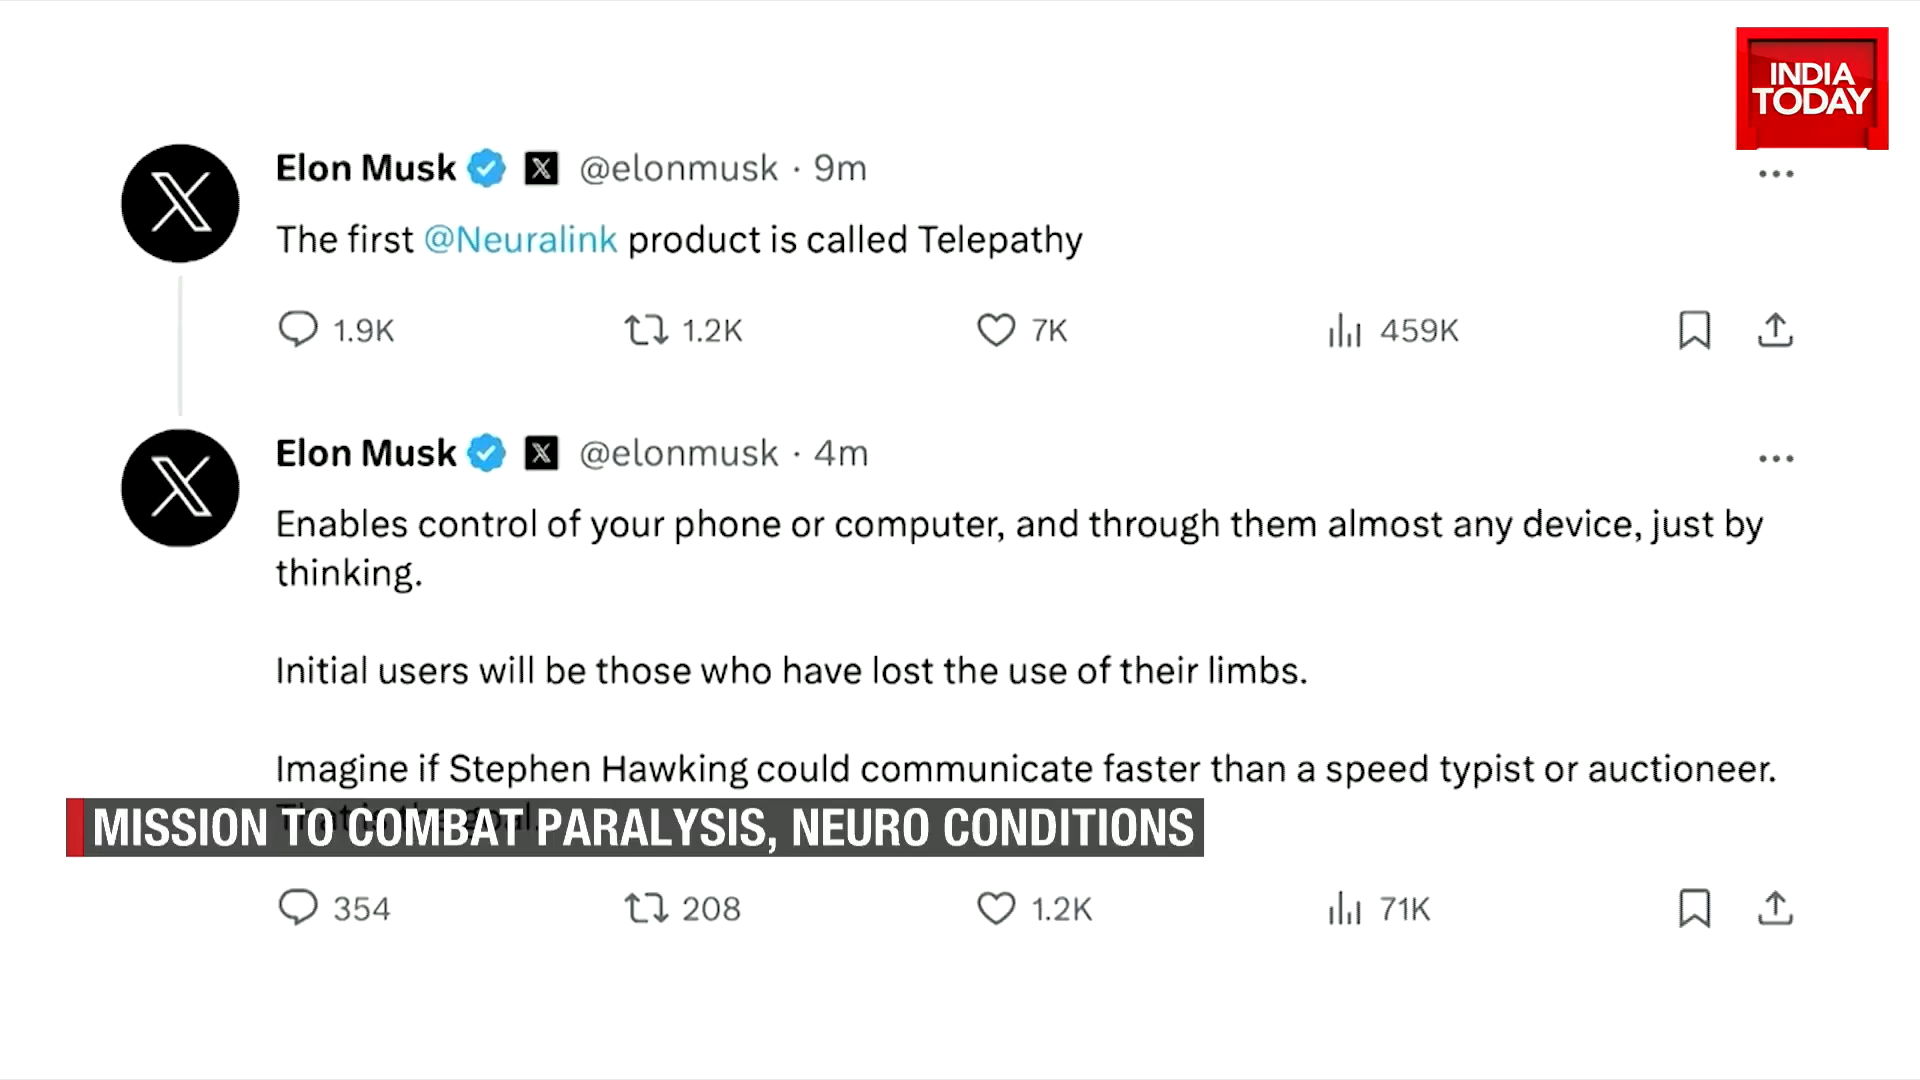 INDIA
TODAY
Elon Musk @elonmusk · 9m
The first @Neuralink product is called Telepathy
1.9K 1.2K 7K 459K
Elon Musk @elonmusk · 4m
Enables control of your phone or computer, and through them almost any device, just by
thinking.
Initial users will be those who have lost the use of their limbs.
Imagine if Stephen Hawking could communicate faster than a speed typist or auctioneer.
MISSION TO COMBAT PARALYSIS, NEURO CONDITIONS
354 208 1.2K 71K